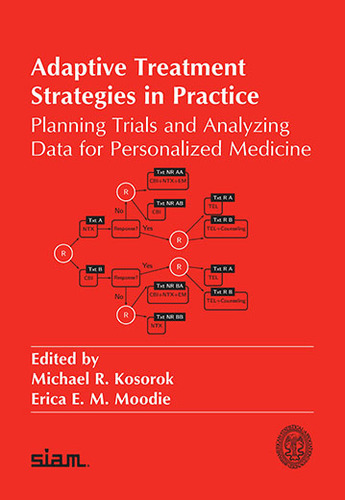 Adaptive Treatment
Strategies in Practice
Planning Trials and Analyzing
Data for Personalized Medicine
Txt NR AA
CBI+NTX+EM
R
No
Txt NR AB
CBI
Txt R A
TEL
Txt A
NTX
Response?
Yes
R
Txt R B
TEL+Counseling
R
Txt B
CBI
Response?
Yes
R
Txt R A
TEL
No
Txt NR BA
CBI+NTX+EM
Txt R B
TEL+Counseling
R
Txt NR BB
NTX
Edited by
Michael R. Kosorok
Erica E. M. Moodie
siam.